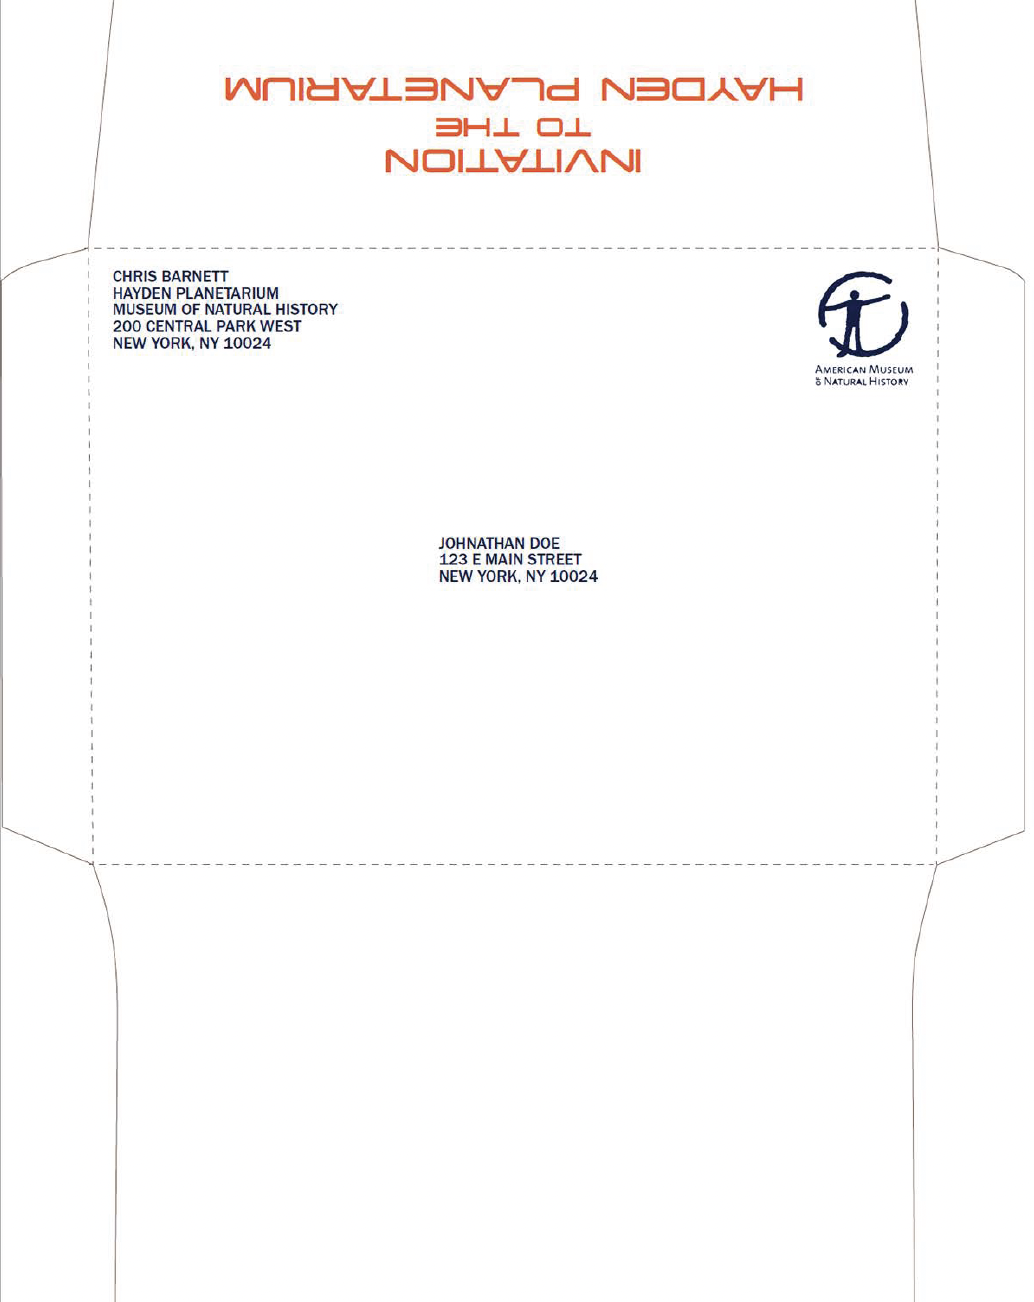 INVITATION
TO THE
HAYDEN PLANETARIUM
CHRIS BARNETT
HAYDEN PLANETARIUM
MUSEUM OF NATURAL HISTORY
200 CENTRAL PARK WEST
NEW YORK, NY 10024
AMERICAN MUSEUM
OF NATURAL HISTORY
JOHNATHAN DOE
123 E MAIN STREET
NEW YORK, NY 10024